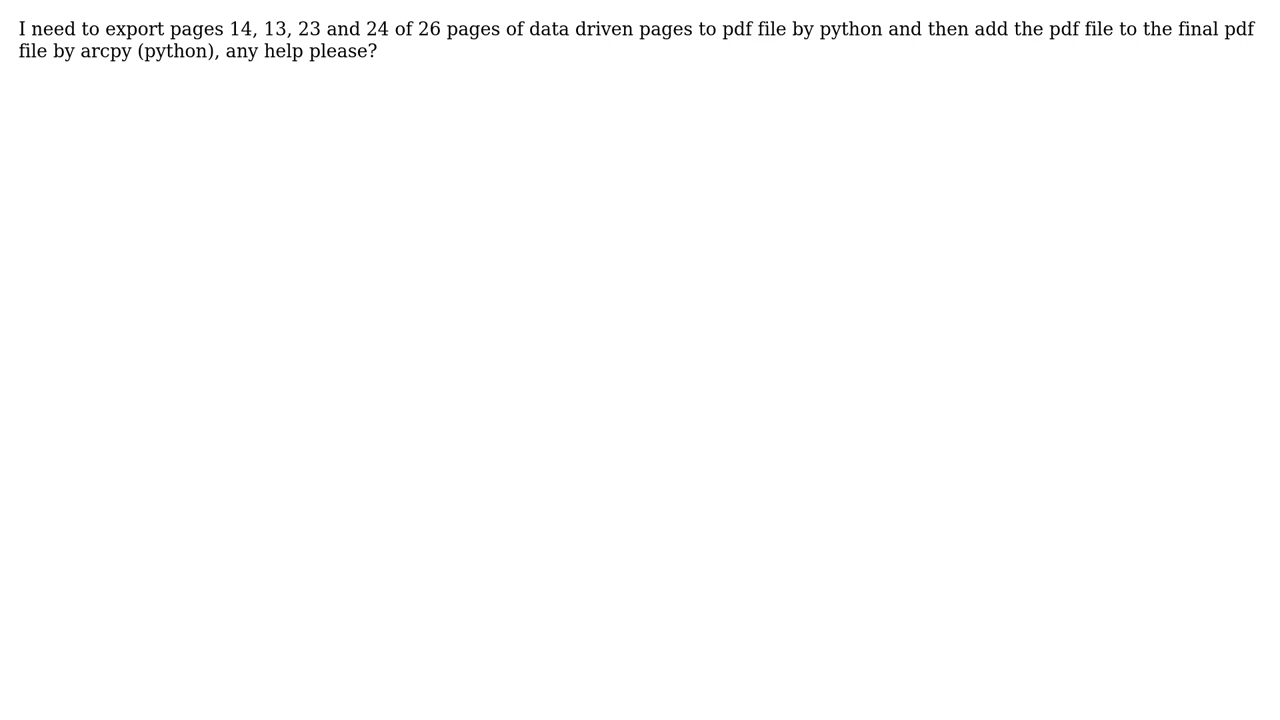 I need to export pages 14, 13, 23 and 24 of 26 pages of data driven pages to pdf file by python and then add the pdf file to the final pdf
file by arcpy (python), any help please?